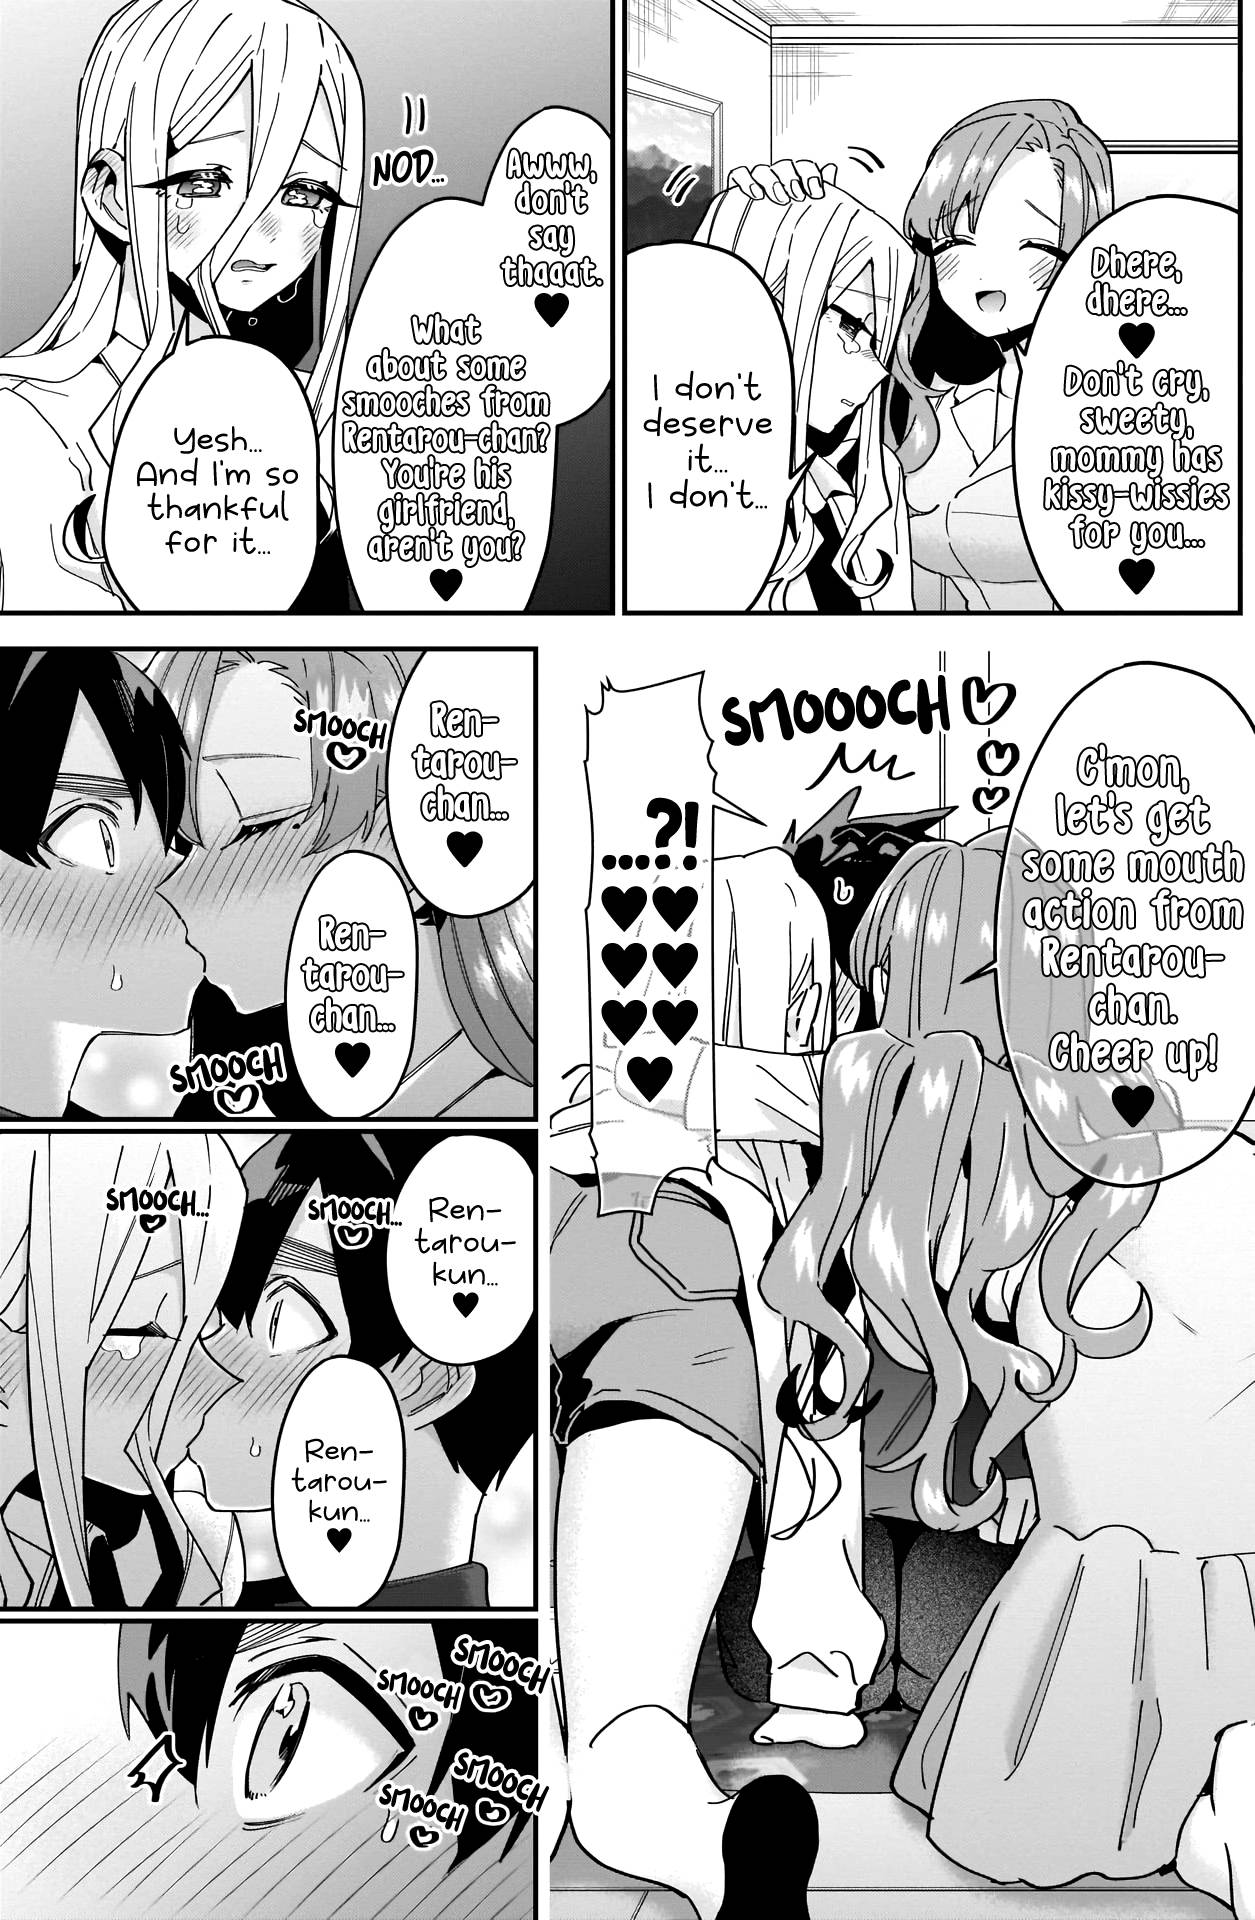 Dhere,
dhere...
♥
Don't cry,
sweety,
mommy has
kissy-wissies
for you...
♥
I don't
deserve
it...
I don't...
Awww,
don't
say
thaaat.
♥
What
about some
smooches from
Rentarou-chan?
You're his
girlfriend,
aren't you?
♥
NOD...
Yesh...
And I'm so
thankful
for it...
C'mon,
let's get
some mouth
action from
Rentarou-
chan.
Cheer up!
♥
SMOOOCH
?!
......
♥♥
♥♥
♥♥
♥
Ren-
tarou-
chan...
♥
SMOOCH
Ren-
tarou-
chan...
♥
SMOOCH
Ren-
tarou-
kun...
♥
SMOOCH...
SMOOCH...
Ren-
tarou-
kun...
♥
SMOOCH
SMOOCH
SMOOCH
SMOOCH